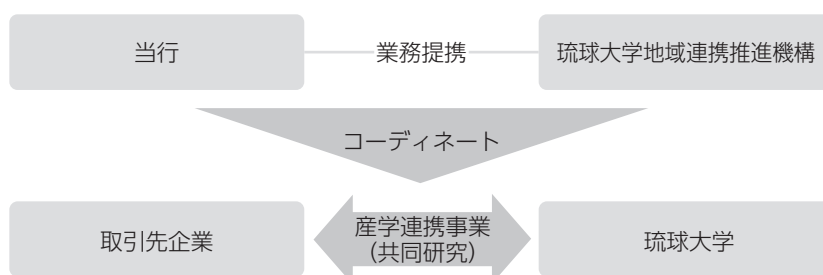 当行
業務提携
琉球大学地域連携推進機構
コーディネート
取引先企業
産学連携事業
(共同研究)
琉球大学